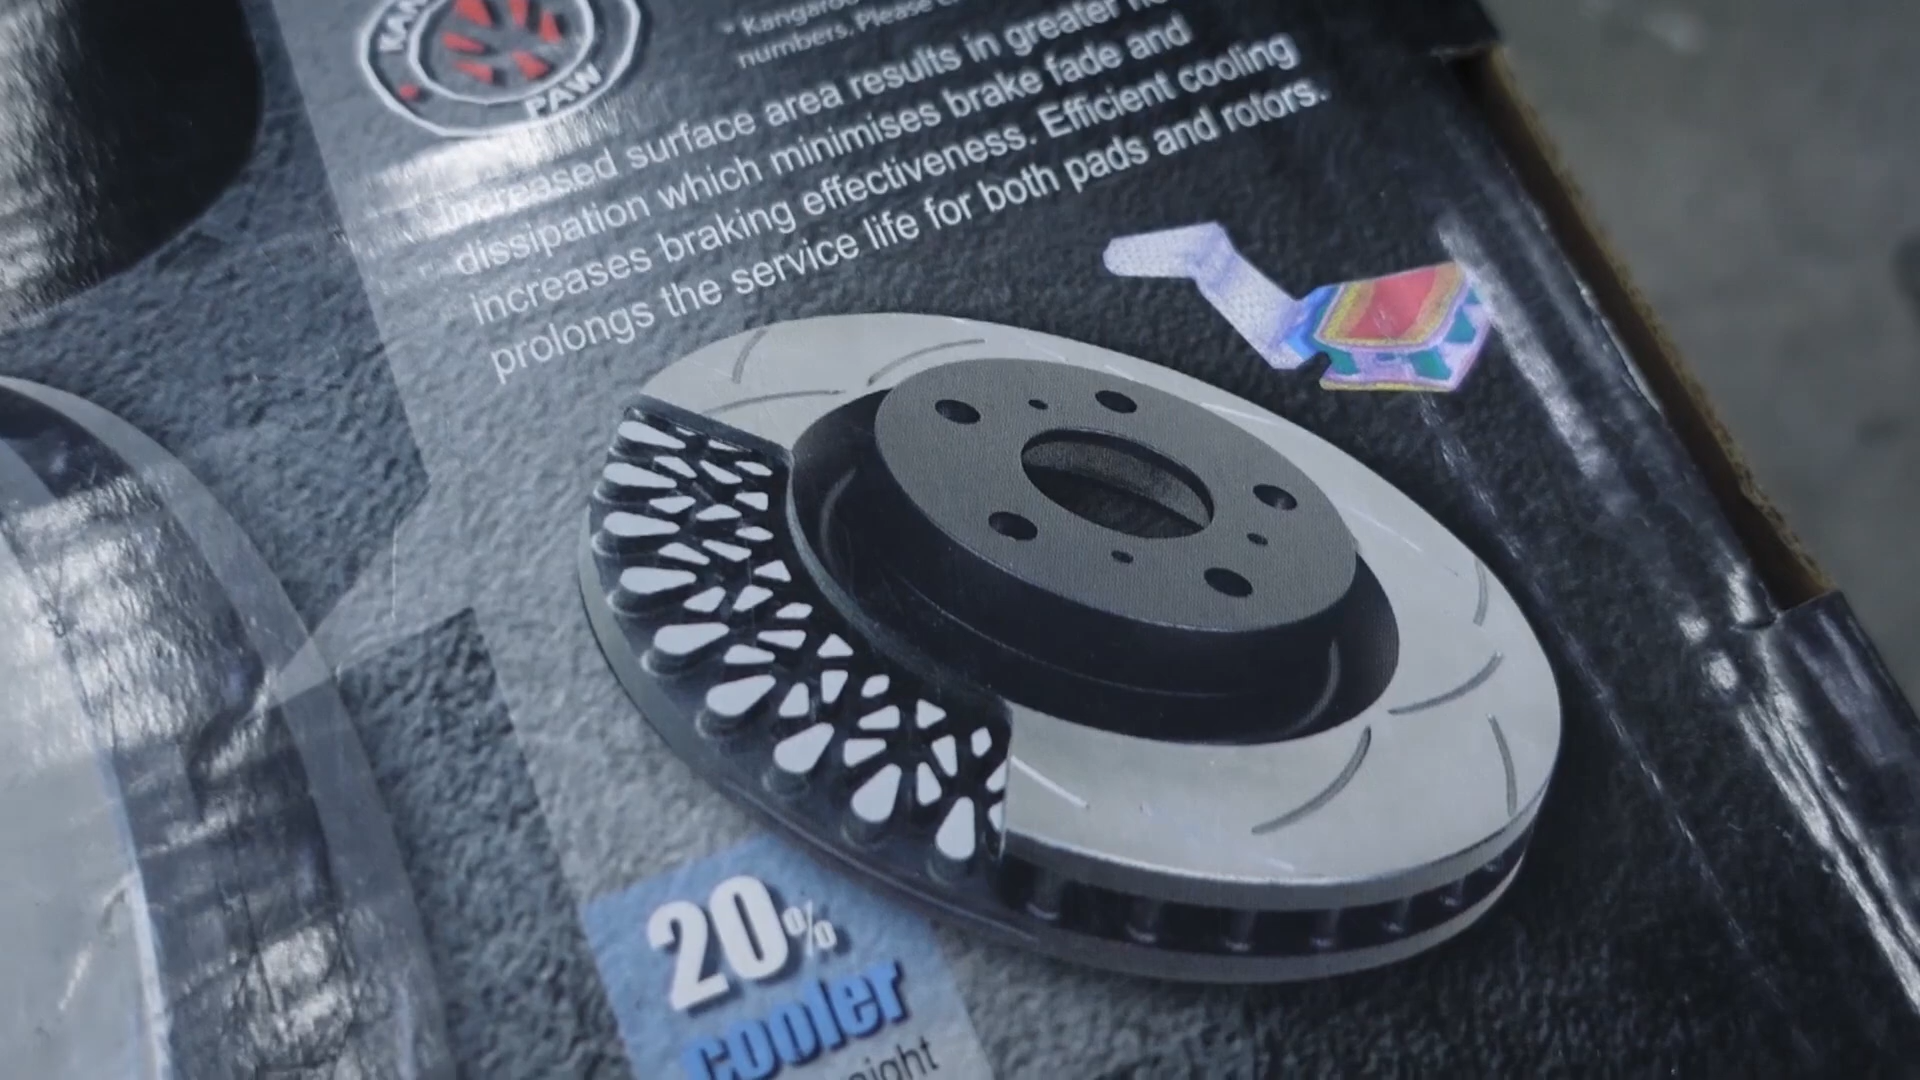 KAN
PAW
* Kangaroo
numbers. Please
Increased surface area results in greater
dissipation which minimises brake fade and
increases braking effectiveness. Efficient cooling
prolongs the service life for both pads and rotors.
20%
cooler